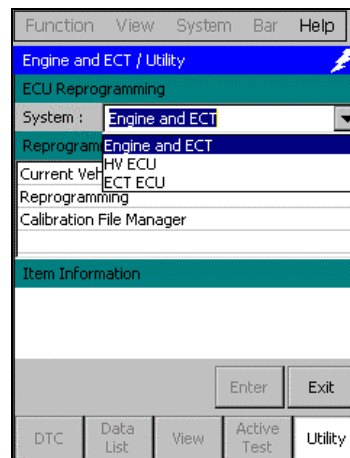 Function View System Bar Help
Engine and ECT / Utility
ECU Reprogramming
System : Engine and ECT
Reprogram
Engine and ECT
HV ECU
ECT ECU
Current Veh
Reprogramming
Calibration File Manager
Item Information
Enter Exit
DTC Data List View Active Test Utility